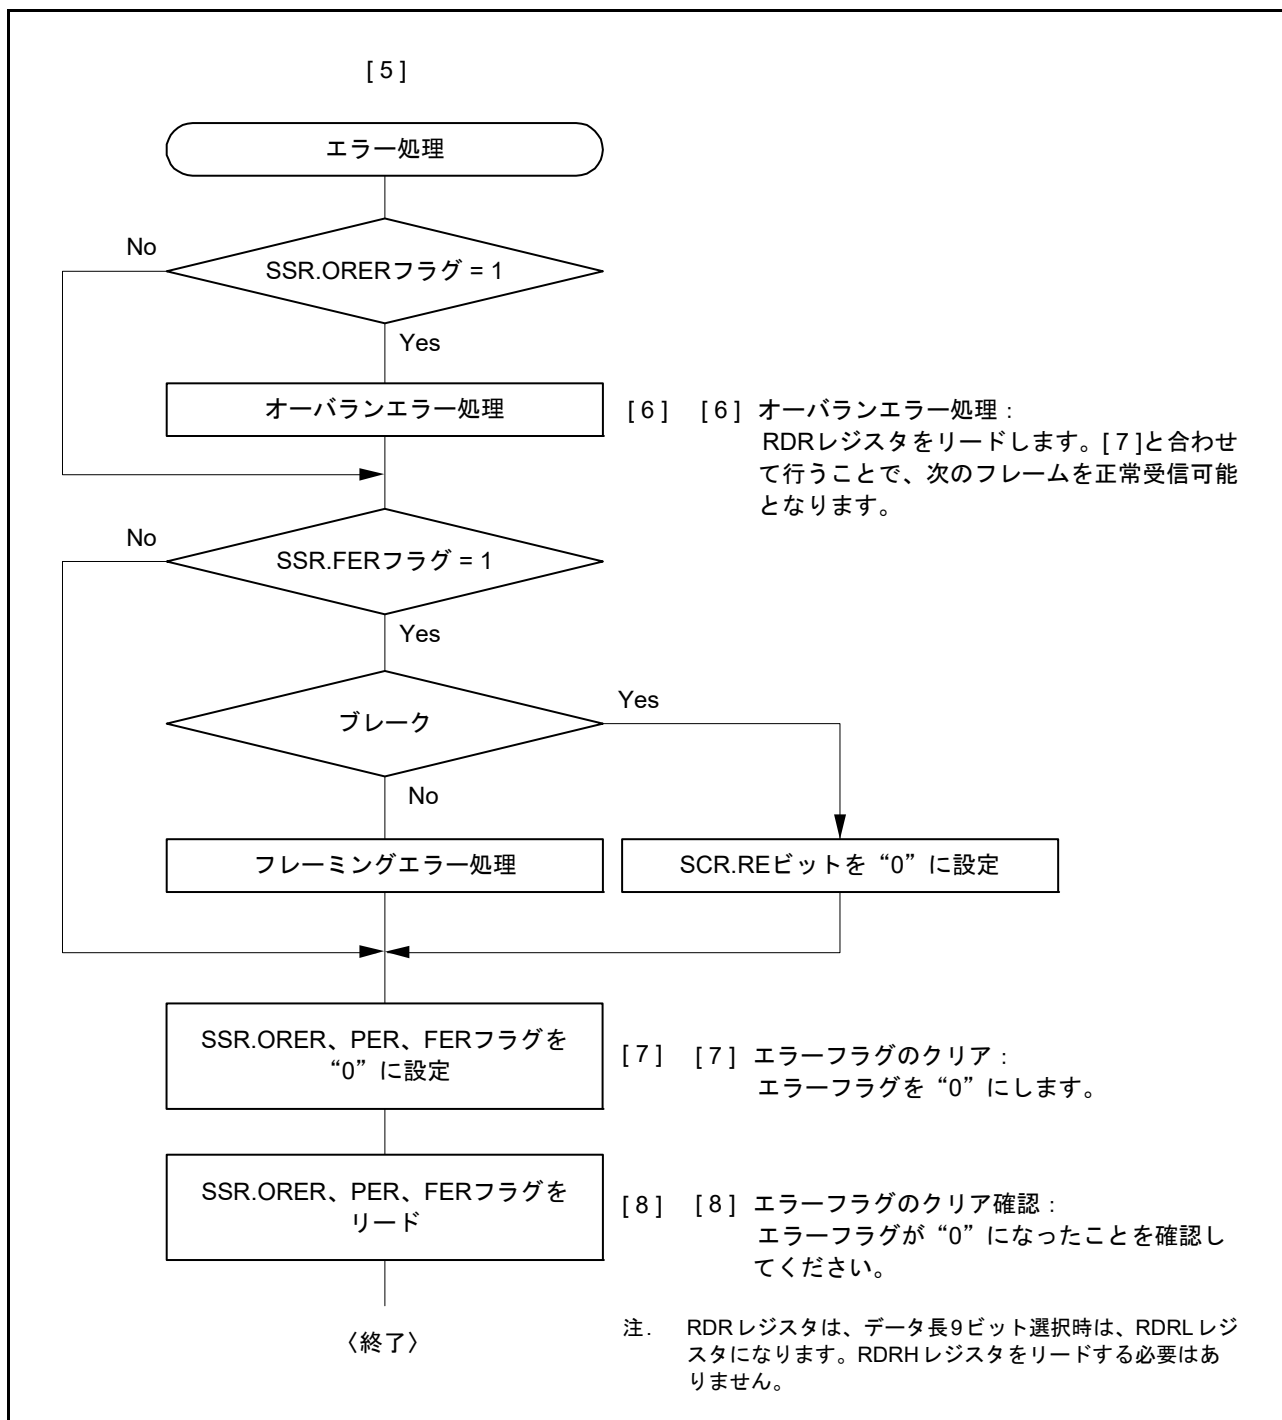 [ 5 ]
エラー処理
No
SSR.ORERフラグ = 1
Yes
オーバランエラー処理
[ 6 ]
[ 6 ] オーバランエラー処理：
RDRレジスタをリードします。[ 7 ]と合わせ
て行うことで、次のフレームを正常受信可能
となります。
No
SSR.FERフラグ = 1
Yes
ブレーク
Yes
No
フレーミングエラー処理
SCR.REビットを“0”に設定
SSR.ORER、PER、FERフラグを
“0”に設定
[ 7 ]
[ 7 ] エラーフラグのクリア：
エラーフラグを“0”にします。
SSR.ORER、PER、FERフラグを
リード
[ 8 ]
[ 8 ] エラーフラグのクリア確認：
エラーフラグが“0”になったことを確認し
てください。
〈終了〉
注. RDRレジスタは、データ長9ビット選択時は、RDRLレジ
スタになります。RDRHレジスタをリードする必要はあ
りません。